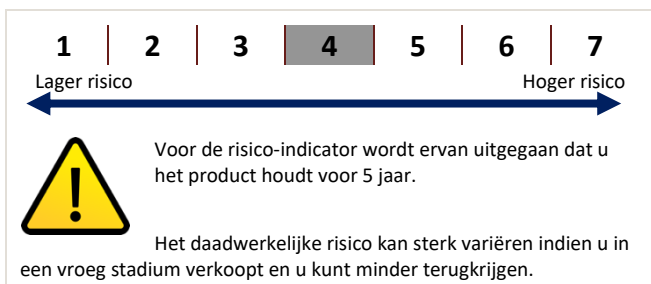 1 2 3 4 5 6 7
Lager risico Hoger risico
Voor de risico-indicator wordt ervan uitgegaan dat u
het product houdt voor 5 jaar.
Het daadwerkelijke risico kan sterk variëren indien u in
een vroeg stadium verkoopt en u kunt minder terugkrijgen.